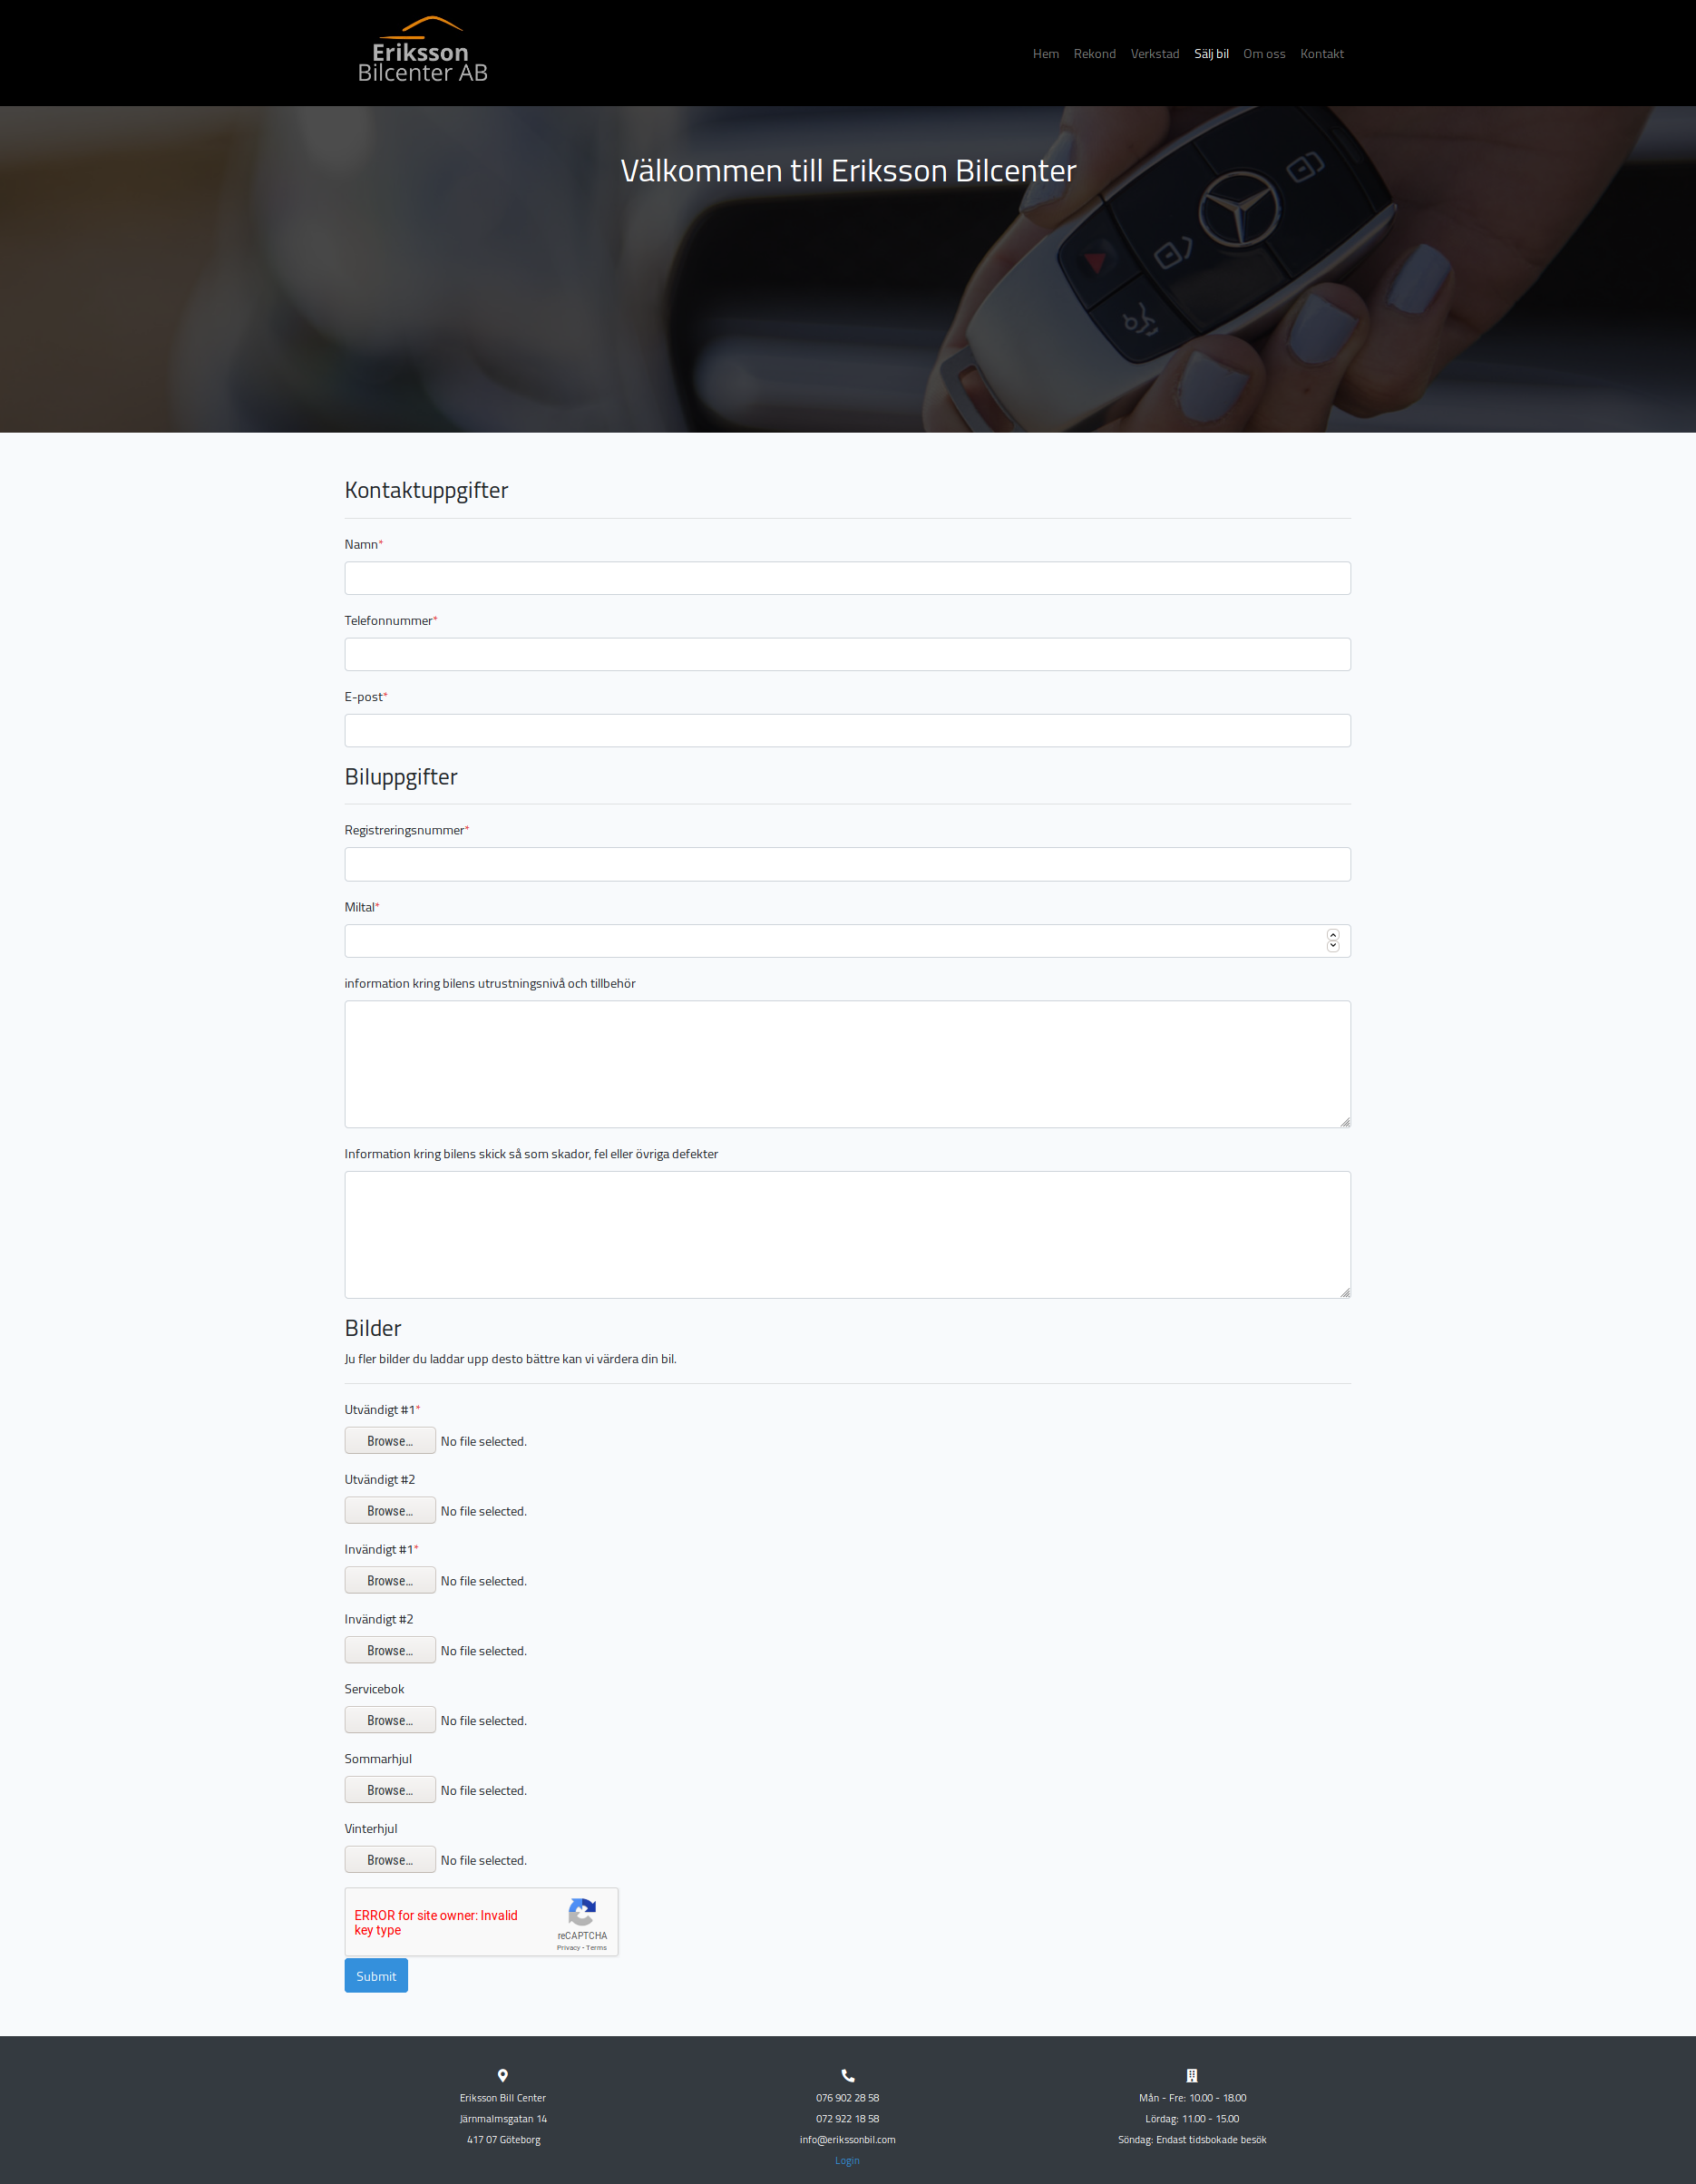 Eriksson
Bilcenter AB
Hem Rekond Verkstad Sälj bil Om oss Kontakt
Välkommen till Eriksson Bilcenter
Kontaktuppgifter
Namn*
Telefonnummer*
E-post*
Biluppgifter
Registreringsnummer*
Miltal*
information kring bilens utrustningsnivå och tillbehör
Information kring bilens skick så som skador, fel eller övriga defekter
Bilder
Ju fler bilder du laddar upp desto bättre kan vi värdera din bil.
Utvändigt #1*
Browse... No file selected.
Utvändigt #2
Browse... No file selected.
Invändigt #1*
Browse... No file selected.
Invändigt #2
Browse... No file selected.
Servicebok
Browse... No file selected.
Sommarhjul
Browse... No file selected.
Vinterhjul
Browse... No file selected.
ERROR for site owner: Invalid
key type
reCAPTCHA
Privacy - Terms
Submit
Eriksson Bill Center
Järnmalmsgatan 14
417 07 Göteborg
076 902 28 58
072 922 18 58
info@erikssonbil.com
Login
Mån - Fre: 10.00 - 18.00
Lördag: 11.00 - 15.00
Söndag: Endast tidsbokade besök